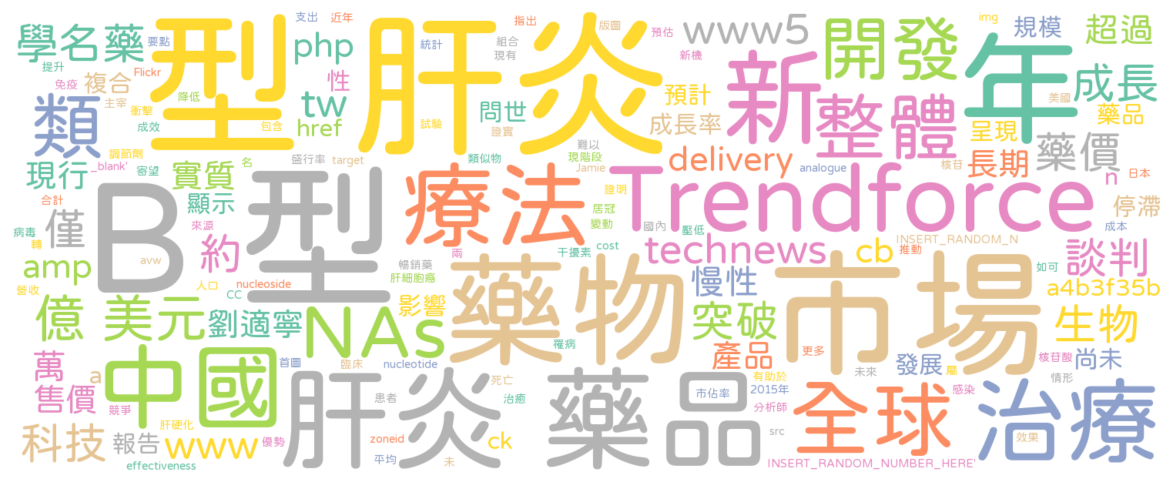 支出 近年 指出 版圖 預估 img
學名藥 要點 php 型 肝炎 統計 組合 現有 新機 www5 開發 年 規模 超過
提升 Flickr 免疫 複合 性 新 整體 美國 成長
類 主宰 衝擊 降低 tw 問世 預計 藥品
成效 包含 href 試驗 證實 成長率 呈現
調節劑 難以 藥價
_blank' 寄望 名 盛行率 target 類似物 現階段 Jamie delivery analogue 核苷 長期 日本
現行 實質 B 型 療法 Trendforce n
合計 顯示 證明 居冠 停滯
僅 來源 國內 變動 成本
病毒 轉 約 干擾素 cost 壓低 technews cb INSERT_RANDOM_N 推動 談判
amp avw 人口 暢銷藥 兩 藥物 市場 如可
營收 CC nucleoside 肝細胞癌 慢性 a4b3f35b
億 美元 劉適寧 影響 突破 生物
NAs 罹病
萬 中國 首圖 臨床 nucleotide 產品 更多 發展 核苷酸 尚未
a 肝炎 死亡 藥品 有助於 未來 屬 情形
售價 競爭 患者 治癒 市佔率 2015年 感染 全球 治療
肝硬化 分析師
科技 報告 www 優勢 zoneid ck src 效果
平均 未
effectiveness INSERT_RANDOM_NUMBER_HERE'